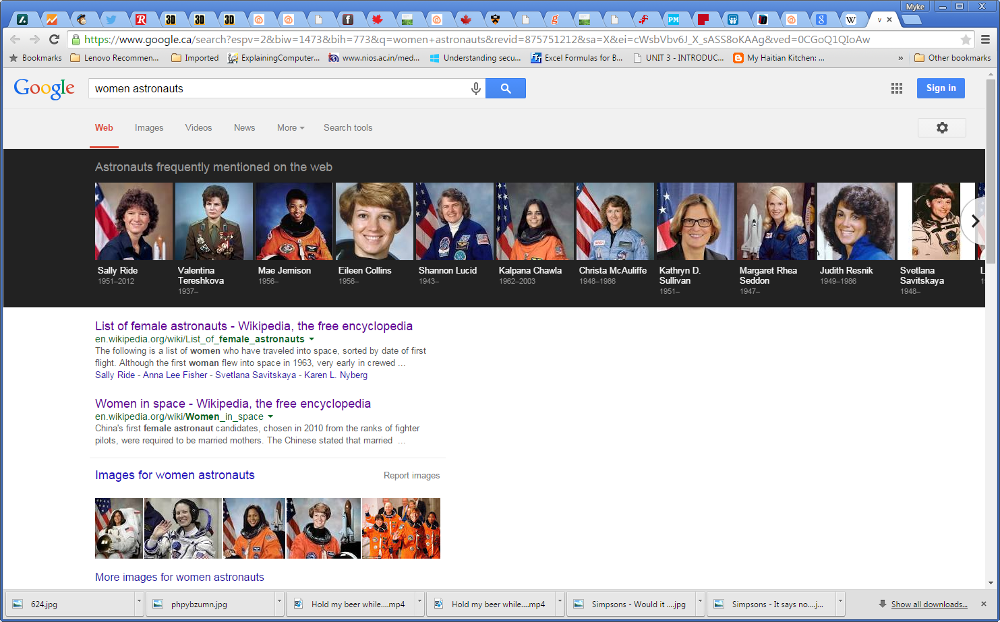 Myke
https://www.google.ca/search?espv=2&biw=1473&bih=773&q=women+astronauts&revid=875751212&sa=X&ei=cWsbVbv6J_X_sASS8oKAAg&ved=0CGoQ1QIoAw
Bookmarks Lenovo Recommen... Imported ExplainingComputer... www.nios.ac.in/med... Understanding secu... Excel Formulas for B... UNIT 3 - INTRODUC... My Haitian Kitchen: ... » Other bookmarks
Google women astronauts Sign in
Web Images Videos News More Search tools
Astronauts frequently mentioned on the web
Sally Ride
1951–2012
Valentina
Tereshkova
1937–
Mae Jemison
1956–
Eileen Collins
1956–
Shannon Lucid
1943–
Kalpana Chawla
1962–2003
Christa McAuliffe
1948–1986
Kathryn D.
Sullivan
1951–
Margaret Rhea
Seddon
1947–
Judith Resnik
1949–1986
Svetlana
Savitskaya
1948–
List of female astronauts - Wikipedia, the free encyclopedia
en.wikipedia.org/wiki/List_of_female_astronauts
The following is a list of women who have traveled into space, sorted by date of first
flight. Although the first woman flew into space in 1963, very early in crewed ...
Sally Ride - Anna Lee Fisher - Svetlana Savitskaya - Karen L. Nyberg
Women in space - Wikipedia, the free encyclopedia
en.wikipedia.org/wiki/Women_in_space
China's first female astronaut candidates, chosen in 2010 from the ranks of fighter
pilots, were required to be married mothers. The Chinese stated that married ...
Images for women astronauts Report images
More images for women astronauts
624.jpg phpybzumn.jpg Hold my beer while....mp4 Hold my beer while....mp4 Simpsons - Would it ....jpg Simpsons - It says no....j... Show all downloads...